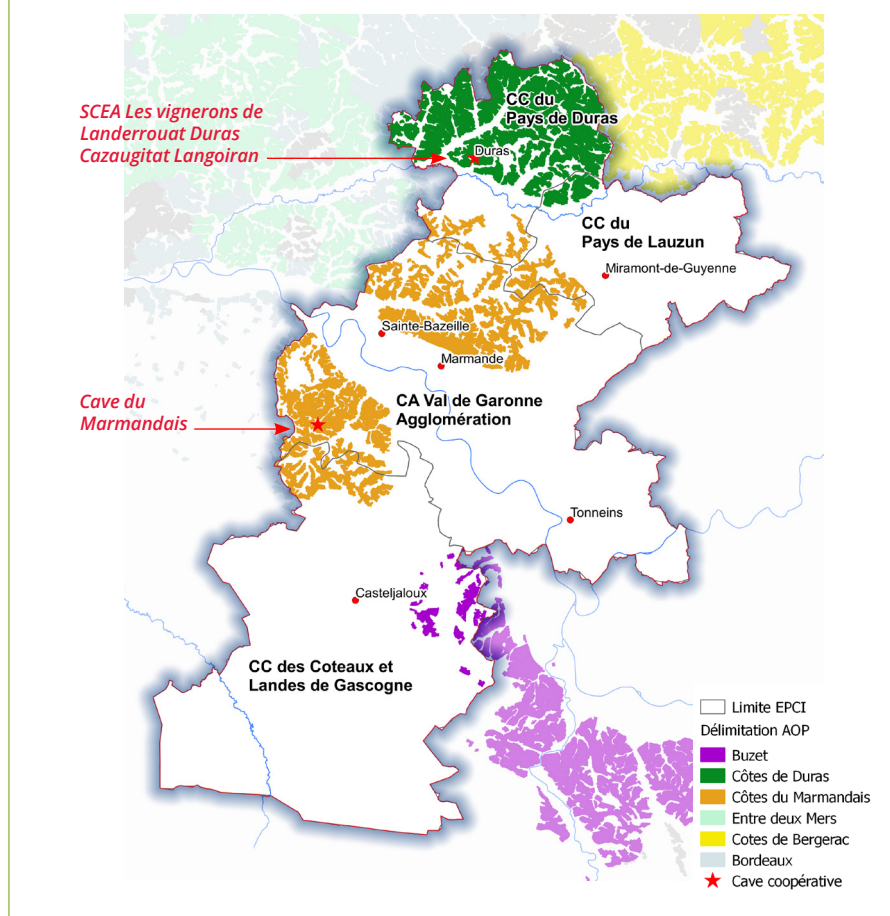 SCEA Les vignerons de
Landerrouat Duras
Cazaugitat Langoiran
CC du
Pays de Duras
Duras
CC du
Pays de Lauzun
Miramont-de-Guyenne
Sainte-Bazeille
Marmande
Cave du
Marmandais
CA Val de Garonne
Agglomération
Tonneins
Casteljaloux
CC des Coteaux et
Landes de Gascogne
Limite EPCI
Délimitation AOP
Buzet
Côtes de Duras
Côtes du Marmandais
Entre deux Mers
Cotes de Bergerac
Bordeaux
Cave coopérative